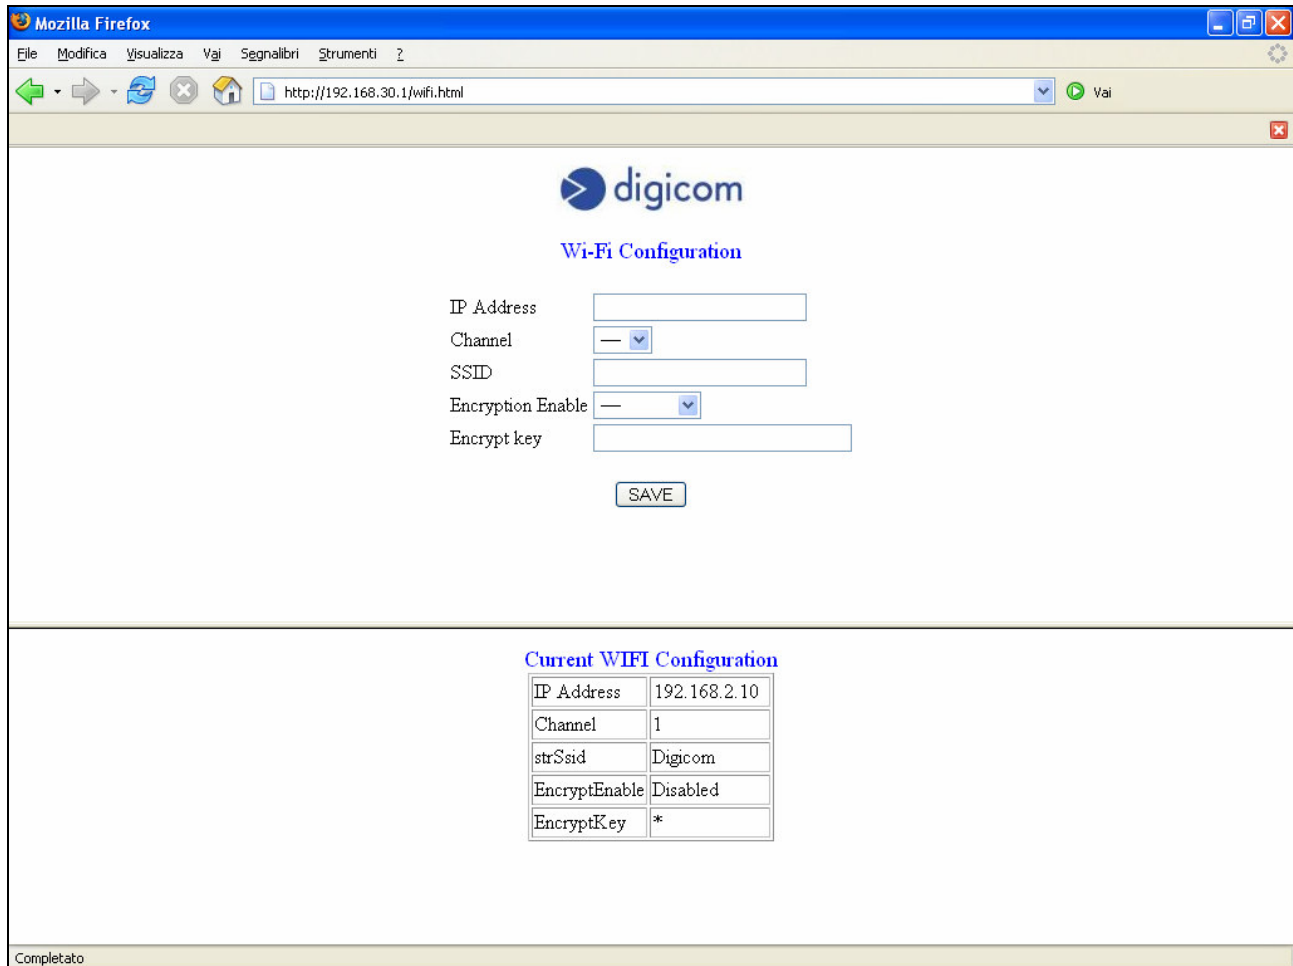 Mozilla Firefox
File Modifica Visualizza Vai Segnalibri Strumenti ?
http://192.168.30.1/wifi.html Vai
digicom
Wi-Fi Configuration
IP Address
Channel —
SSID
Encryption Enable —
Encrypt key
SAVE
Current WIFI Configuration
IP Address 192.168.2.10
Channel 1
strSsid Digicom
EncryptEnable Disabled
EncryptKey *
Completato